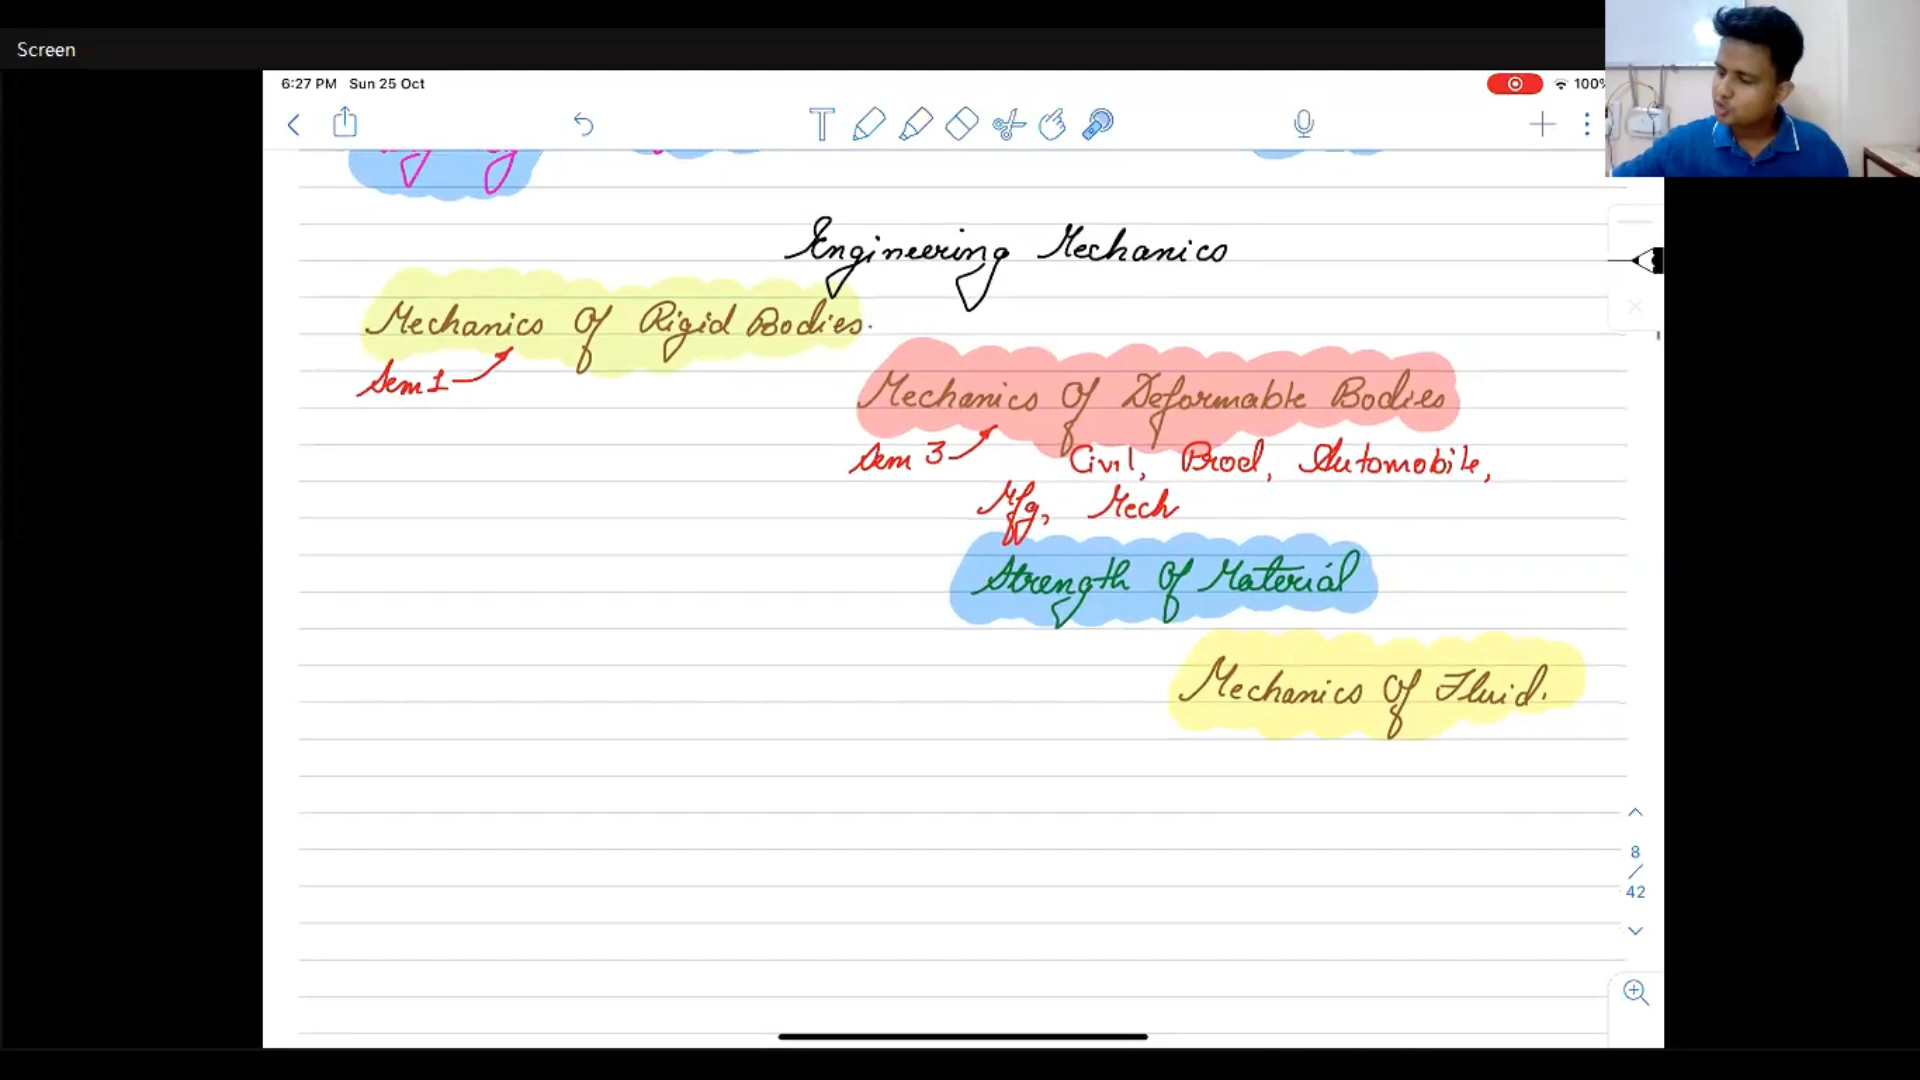 Screen
6:27 PM Sun 25 Oct
100%
Engineering Mechanics
Mechanics Of Rigid Bodies.
Sem 1
Mechanics Of Deformable Bodies
Sem 3 Civil, Prod, Automobile,
Mfg, Mech
Strength Of Material
Mechanics Of Fluid.
8
/
42